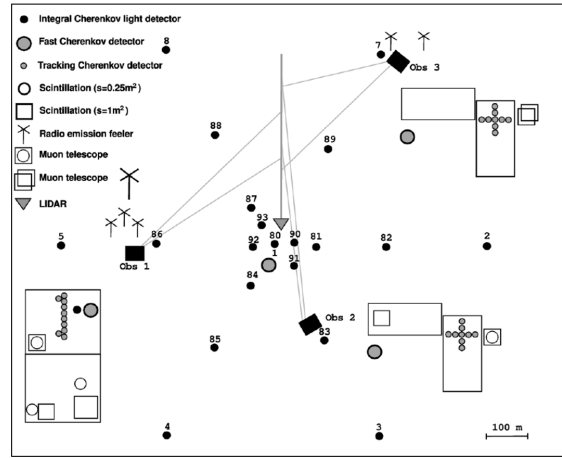 Integral Cherenkov light detector
Fast Cherenkov detector
Tracking Cherenkov detector
Scintillation (s=0.25m²)
Scintillation (s=1m²)
Radio emission feeler
Muon telescope
Muon telescope
LIDAR
8
7
Obs 3
88
89
87
93
5
86
92
80
90
81
82
2
1
Obs 1
91
84
Obs 2
85
83
4
3
100 m